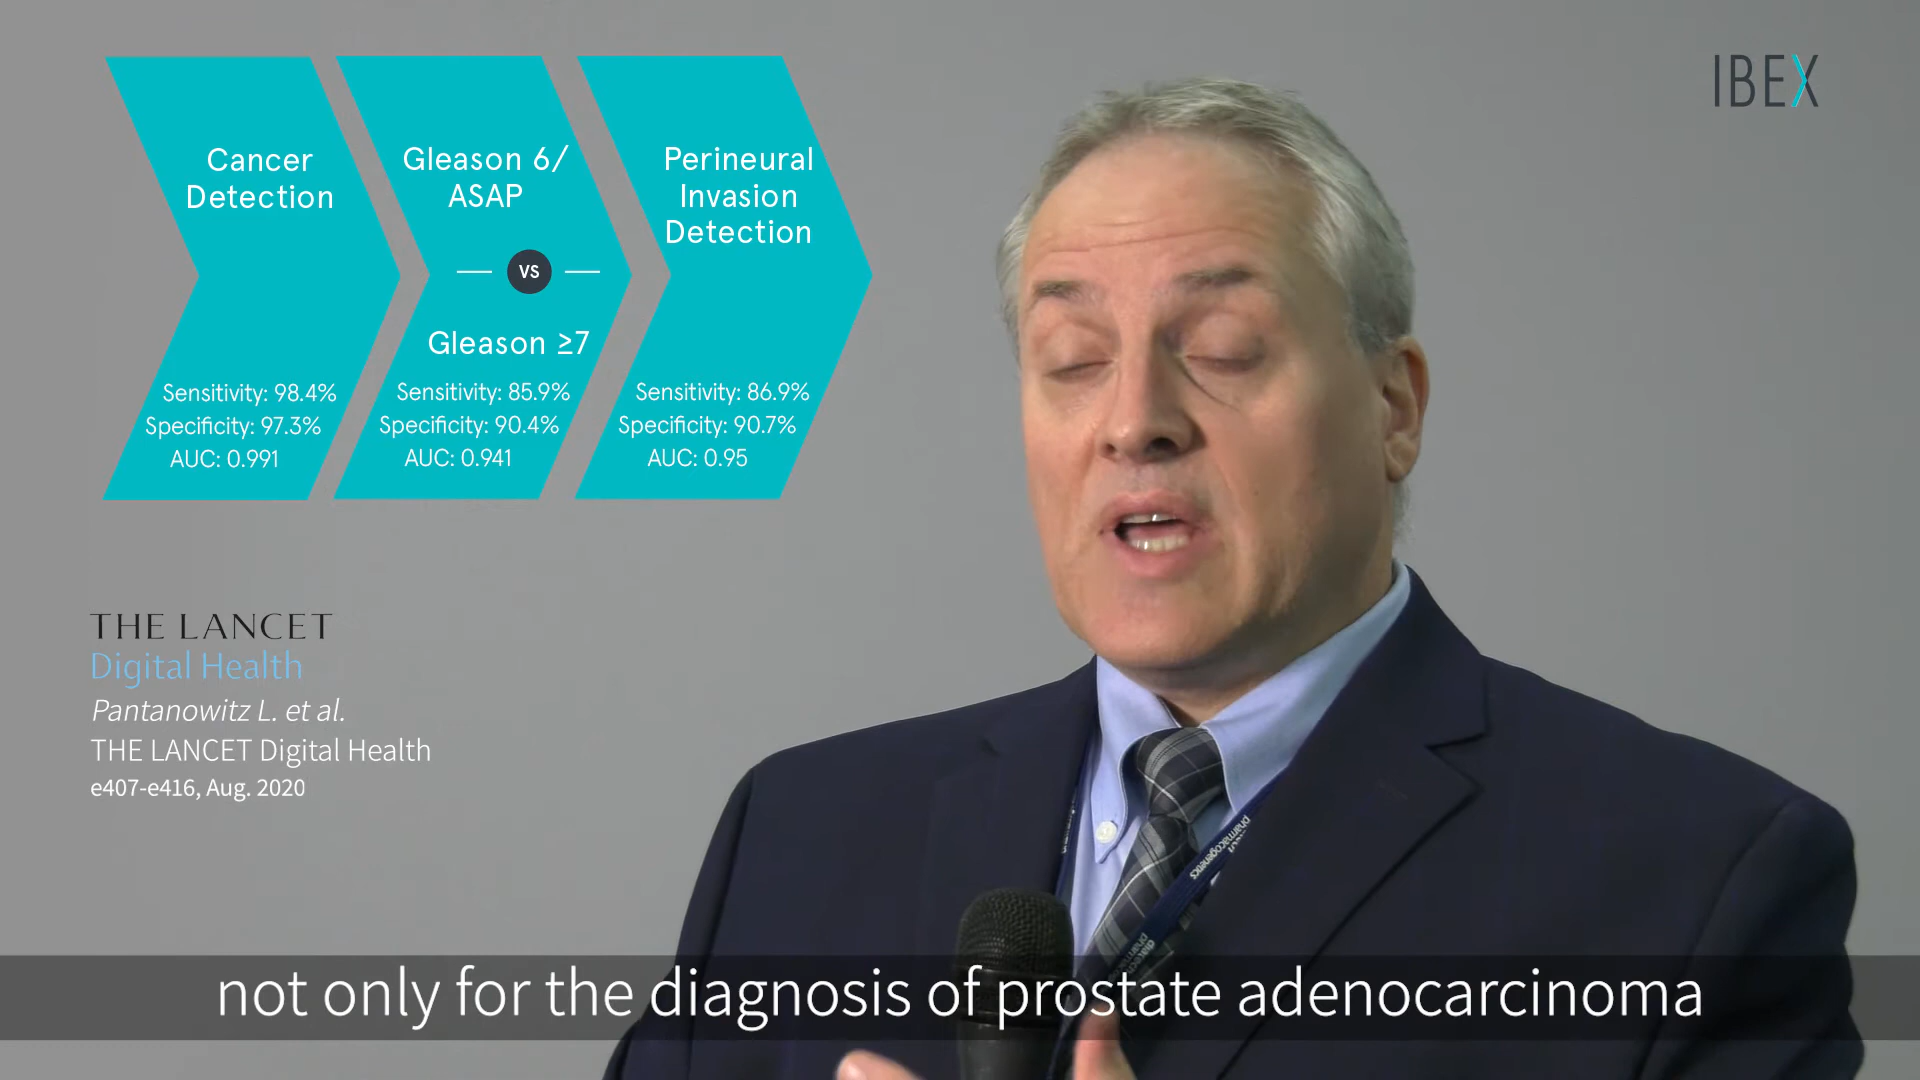 IBEX
Cancer
Detection
Sensitivity: 98.4%
Specificity: 97.3%
AUC: 0.991
Gleason 6/
ASAP
VS
Gleason ≥7
Sensitivity: 85.9%
Specificity: 90.4%
AUC: 0.941
Perineural
Invasion
Detection
Sensitivity: 86.9%
Specificity: 90.7%
AUC: 0.95
THE LANCET
Digital Health
Pantanowitz L. et al.
THE LANCET Digital Health
e407-e416, Aug. 2020
pharmacogenetics
not only for the diagnosis of prostate adenocarcinoma